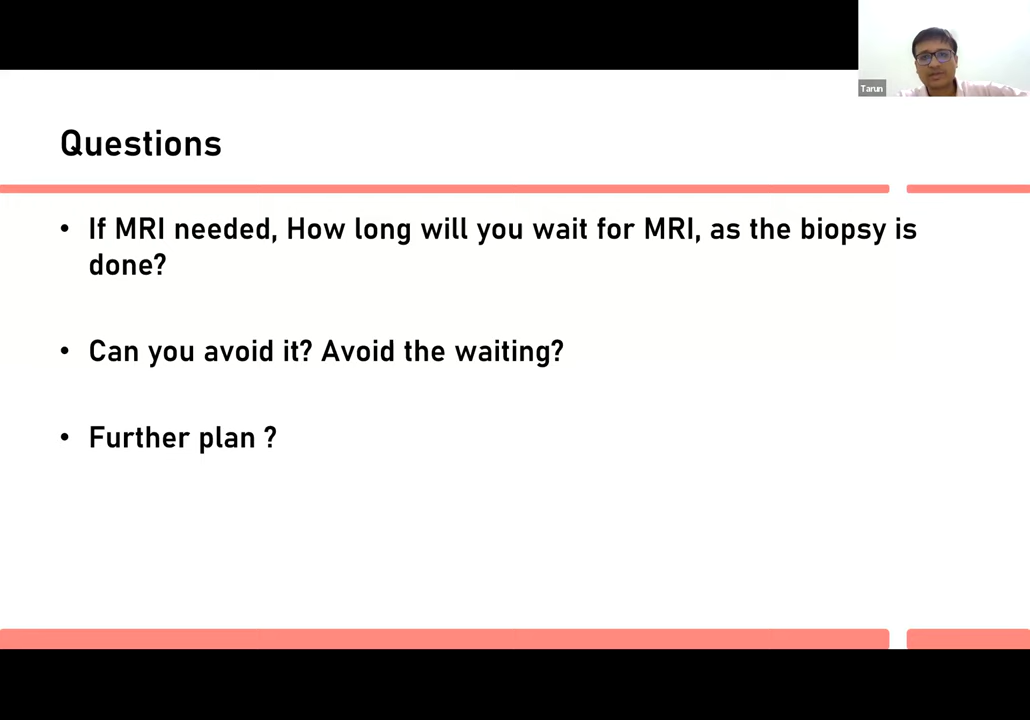 Tarun
Questions
• If MRI needed, How long will you wait for MRI, as the biopsy is
done?
• Can you avoid it? Avoid the waiting?
• Further plan ?